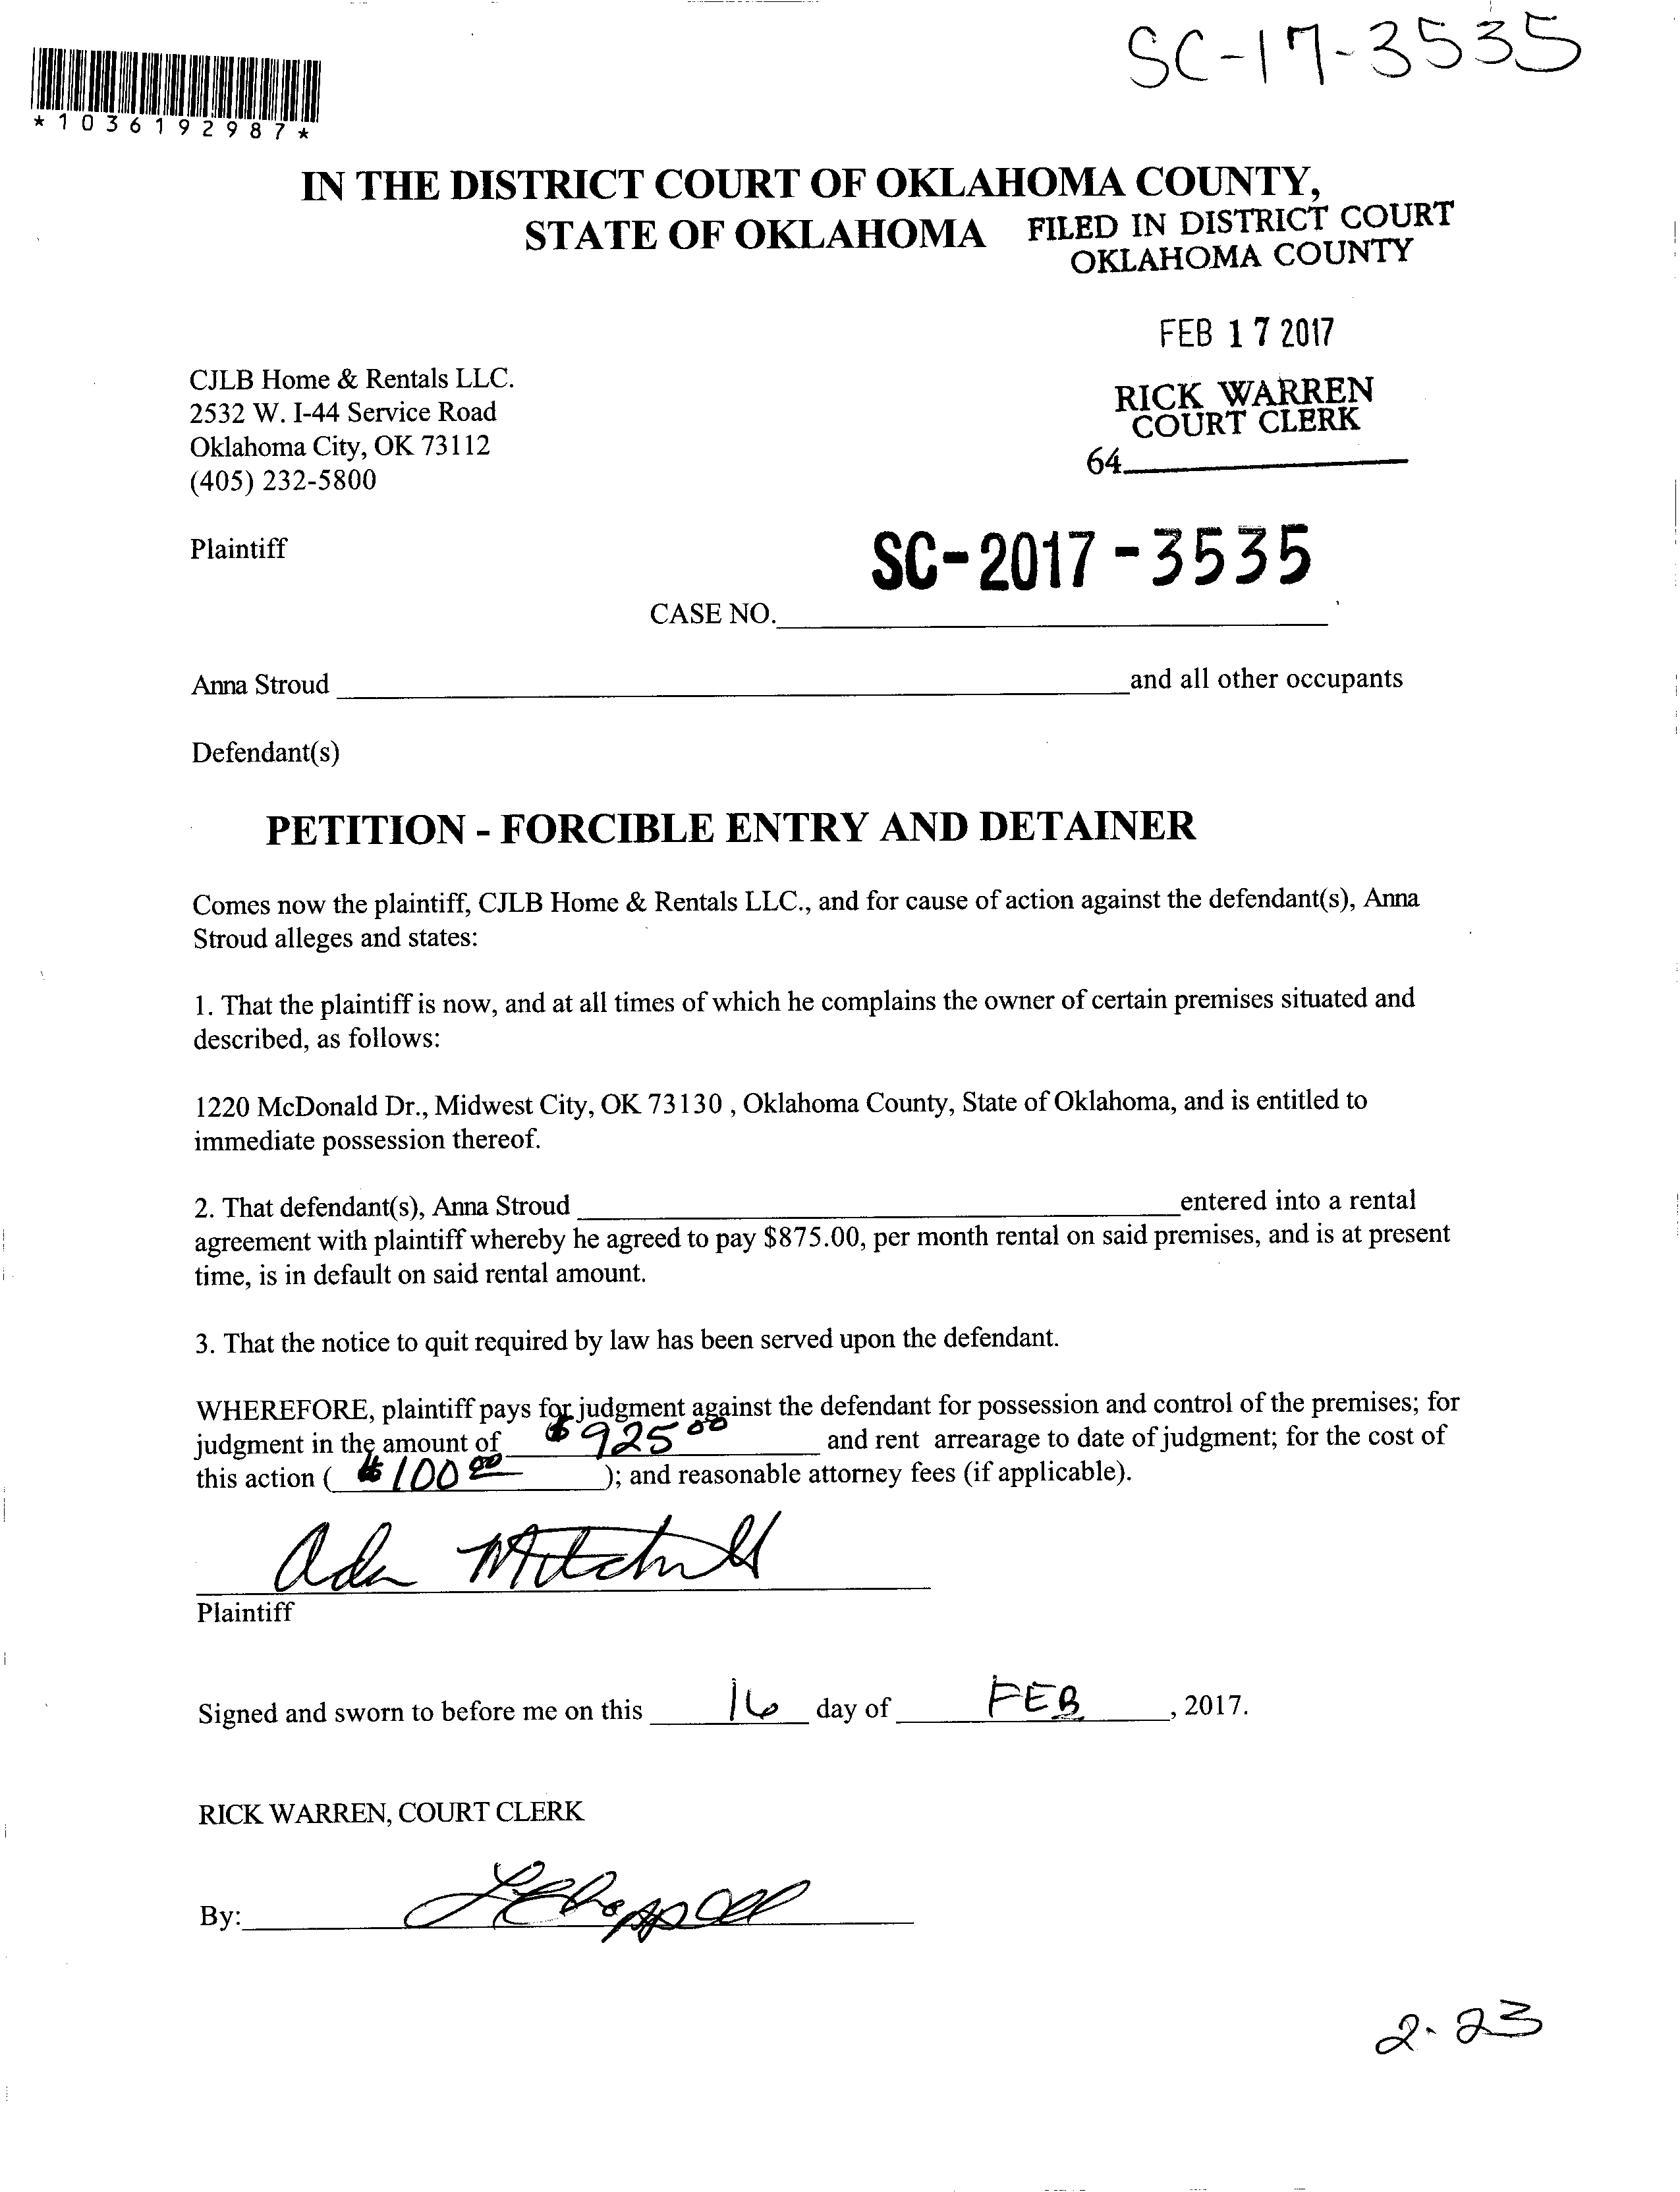 SC-17-3535
*1036192987*
IN THE DISTRICT COURT OF OKLAHOMA COUNTY,
STATE OF OKLAHOMA
FILED IN DISTRICT COURT
OKLAHOMA COUNTY
FEB 17 2017
RICK WARREN
COURT CLERK
64
CJLB Home & Rentals LLC.
2532 W. I-44 Service Road
Oklahoma City, OK 73112
(405) 232-5800
Plaintiff
SC-2017-3535
CASE NO.
Anna Stroud and all other occupants
Defendant(s)
PETITION - FORCIBLE ENTRY AND DETAINER
Comes now the plaintiff, CJLB Home & Rentals LLC., and for cause of action against the defendant(s), Anna
Stroud alleges and states:
1. That the plaintiff is now, and at all times of which he complains the owner of certain premises situated and
described, as follows:
1220 McDonald Dr., Midwest City, OK 73130 , Oklahoma County, State of Oklahoma, and is entitled to
immediate possession thereof.
2. That defendant(s), Anna Stroud entered into a rental
agreement with plaintiff whereby he agreed to pay $875.00, per month rental on said premises, and is at present
time, is in default on said rental amount.
3. That the notice to quit required by law has been served upon the defendant.
WHEREFORE, plaintiff pays for judgment against the defendant for possession and control of the premises; for
judgment in the amount of $925 00 and rent arrearage to date of judgment; for the cost of
this action ( $100 00 ); and reasonable attorney fees (if applicable).
Mitchell
Plaintiff
Signed and sworn to before me on this 16 day of FEB, 2017.
RICK WARREN, COURT CLERK
By:
2-23